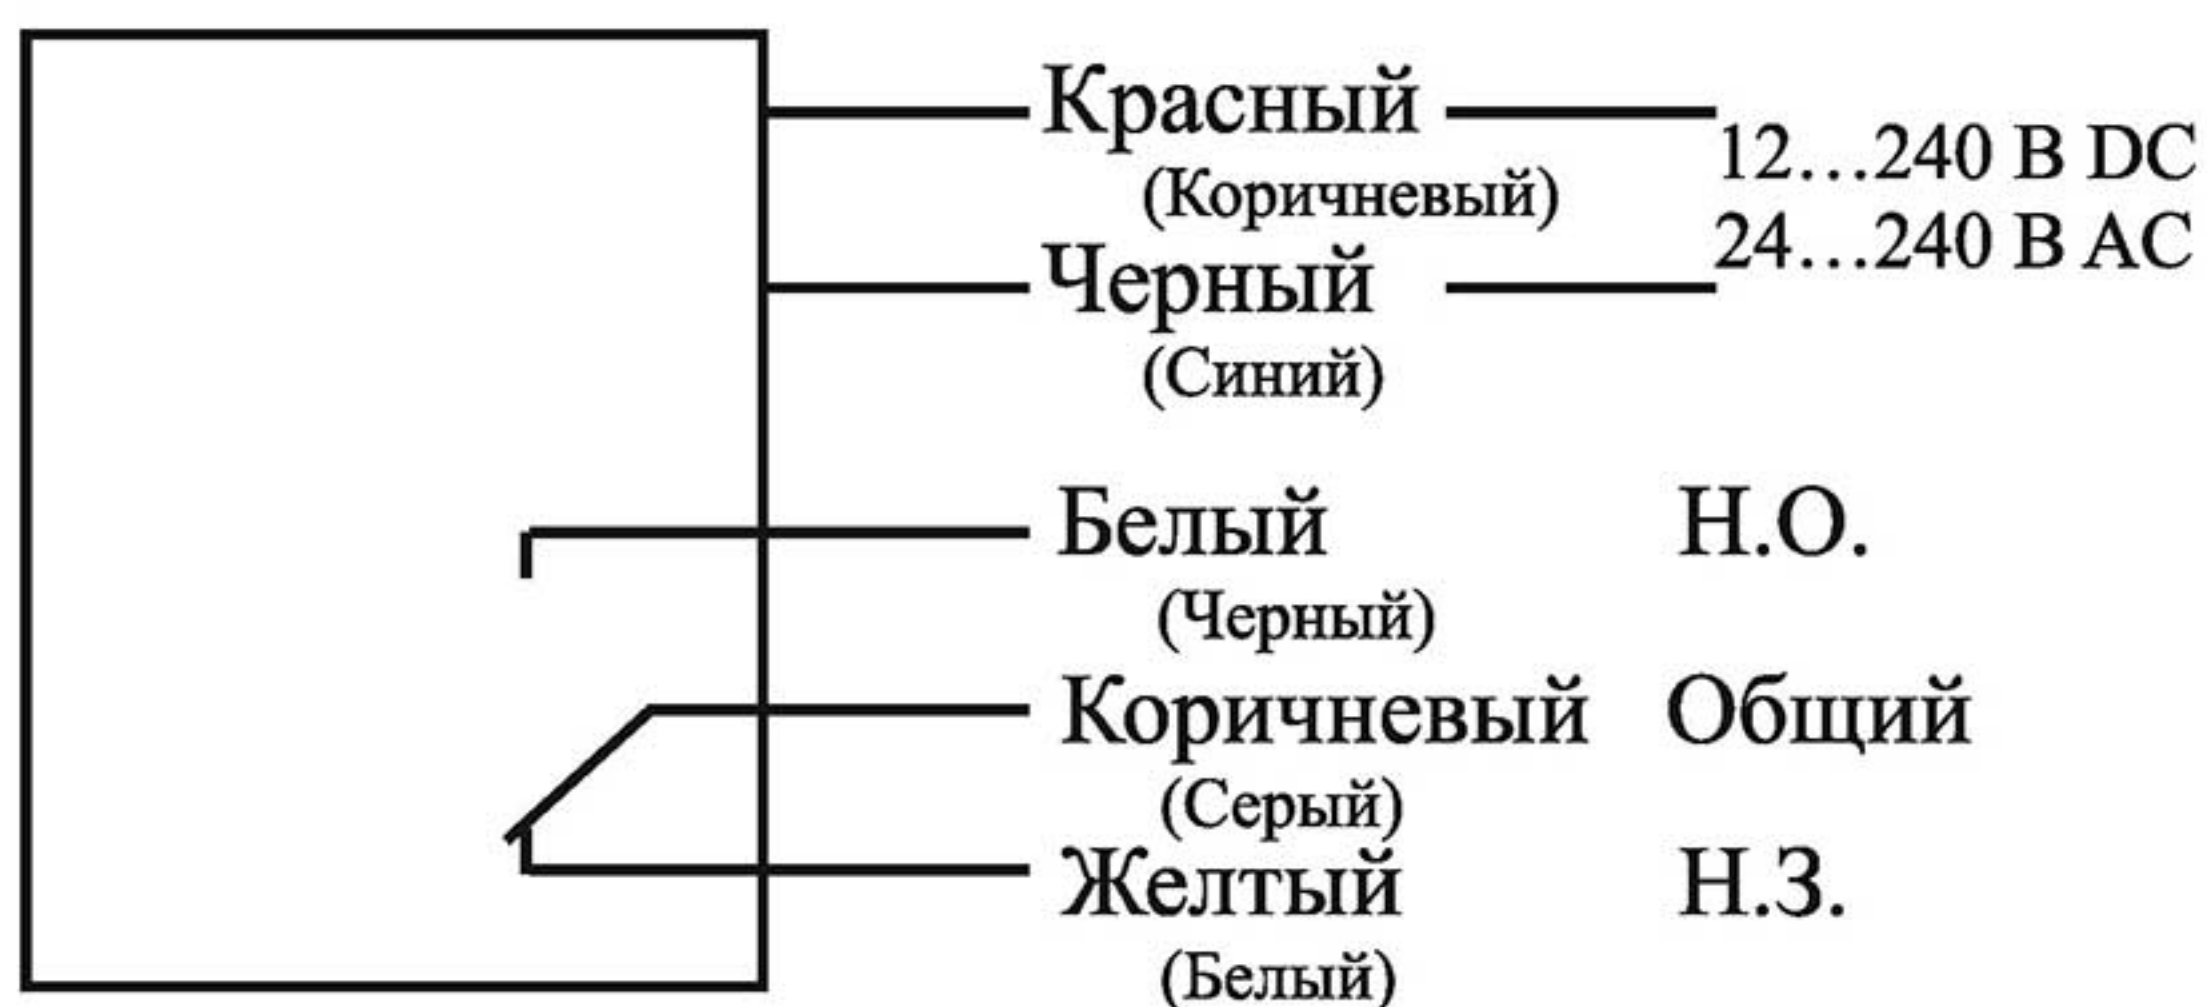 Красный
12...240 В DC
(Коричневый)
24...240 В AC
Черный
(Синий)
Белый Н.О.
(Черный)
Коричневый Общий
(Серый)
Желтый Н.З.
(Белый)